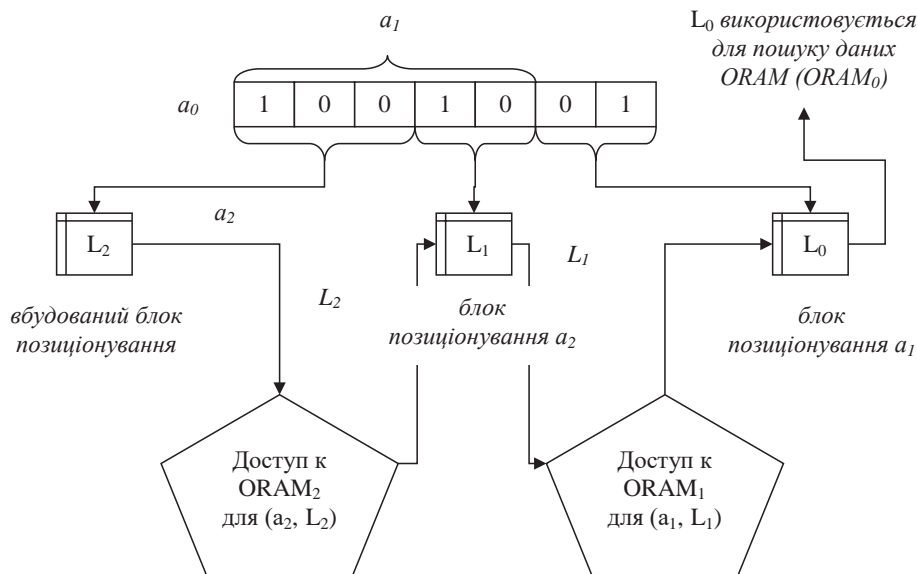 a₁
L₀ використовується
для пошуку даних
ORAM (ORAM₀)
a₀ 1 0 0 1 0 0 1
L₂
a₂
L₁
L₁
L₀
L₂
вбудований блок
позиціонування
блок
позиціонування a₂
блок
позиціонування a₁
Доступ к
ORAM₂
для (a₂, L₂)
Доступ к
ORAM₁
для (a₁, L₁)